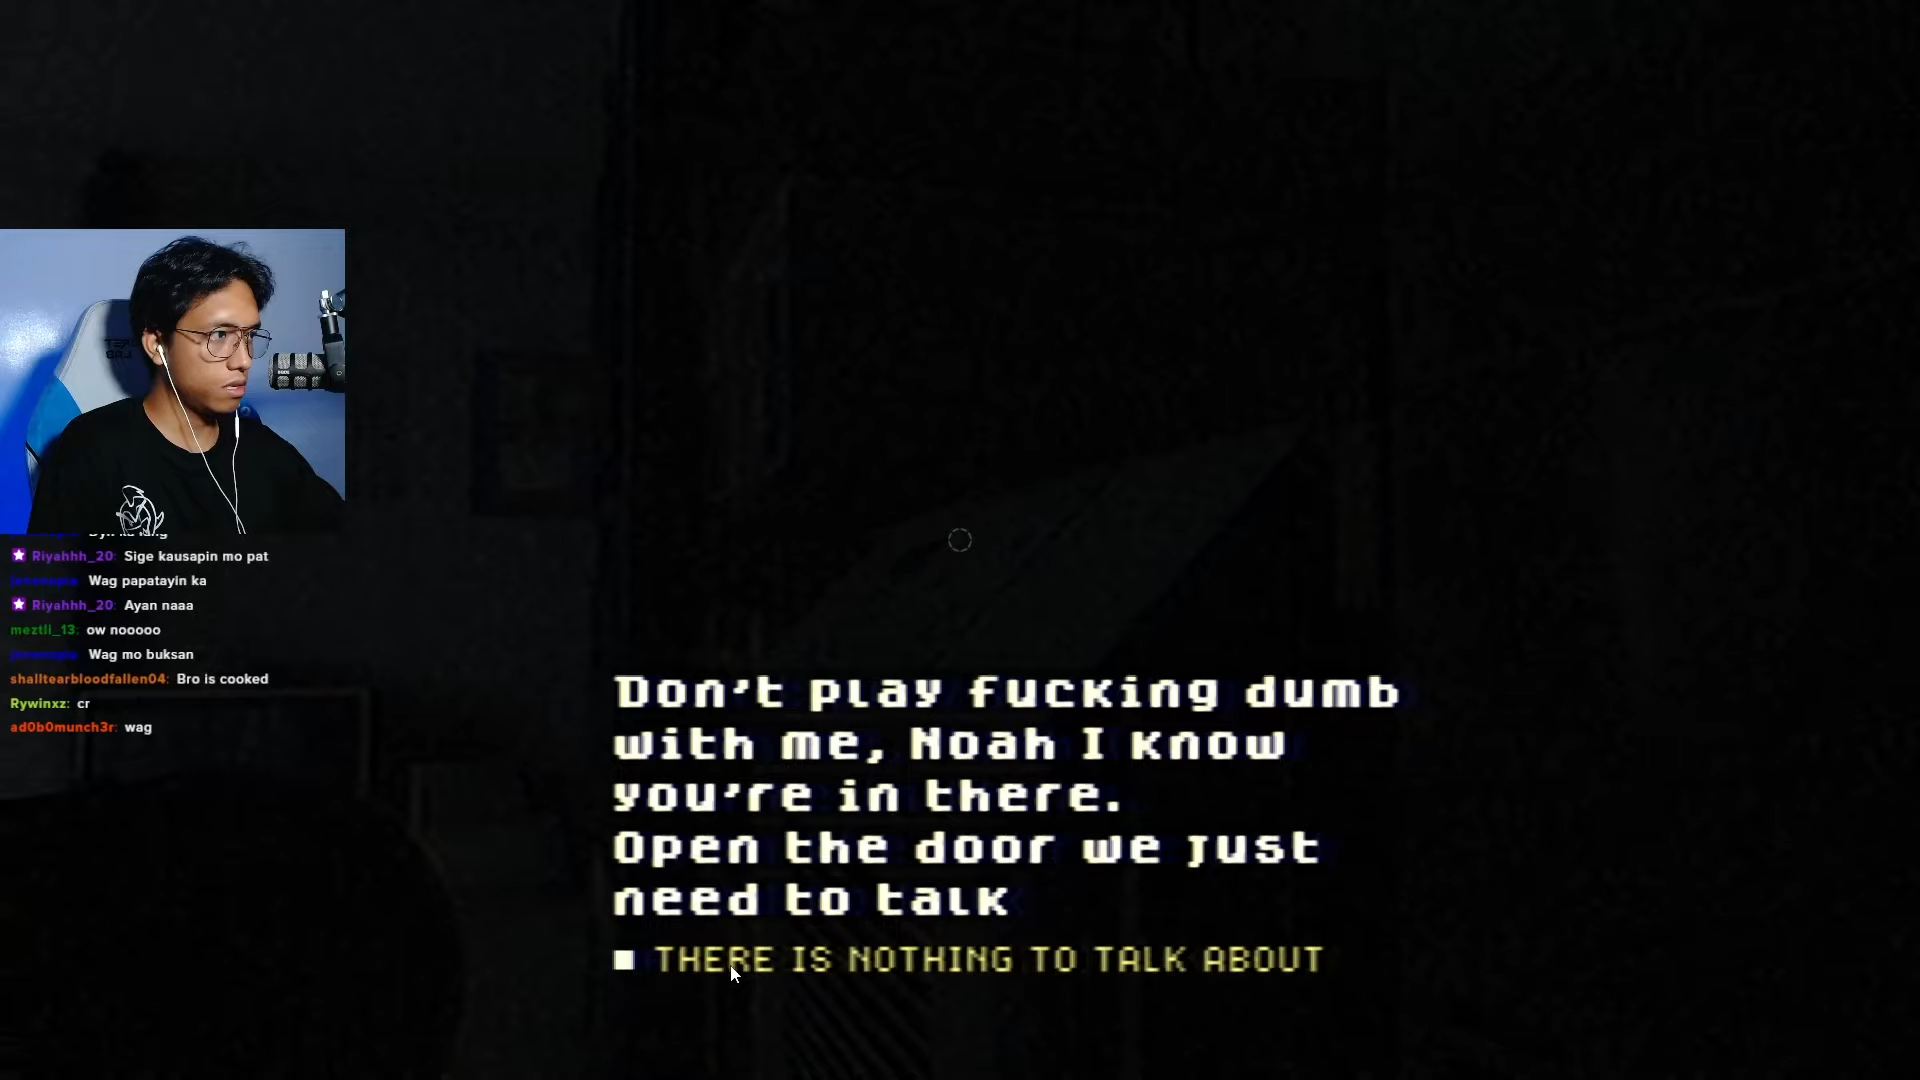 Riyahhh_20: Sige kausapin mo pat
Wag papatayin ka
Riyahhh_20: Ayan naaa
meztli_13: ow nooooo
Wag mo buksan
shalltearbloodfallen04: Bro is cooked
Rywinxz: cr
ad0b0munch3r: wag
Don't play fucking dumb
with me, Noah I know
you're in there.
Open the door we just
need to talk
THERE IS NOTHING TO TALK ABOUT